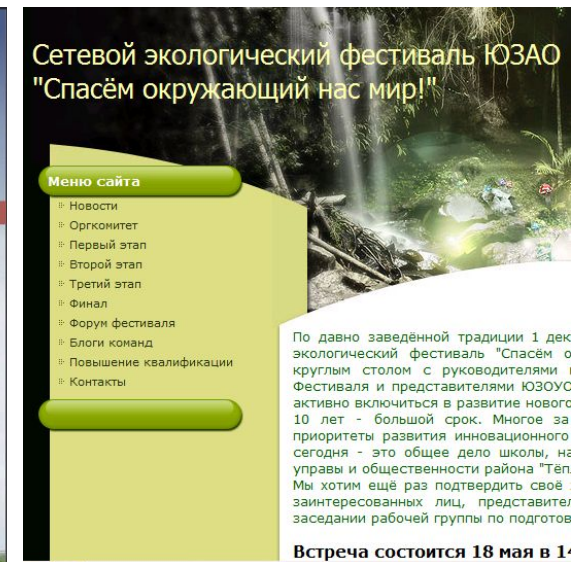 Сетевой экологический фестиваль ЮЗАО
"Спасём окружающий нас мир!"
Меню сайта
Новости
Оргкомитет
Первый этап
Второй этап
Третий этап
Финал
Форум фестиваля
Блоги команд
Повышение квалификации
Контакты
По давно заведённой традиции 1 дек
экологический фестиваль "Спасём о
круглым столом с руководителями
Фестиваля и представителями ЮЗОУО
активно включиться в развитие нового
10 лет - большой срок. Многое за
приоритеты развития инновационного
сегодня - это общее дело школы, на
управы и общественности района "Тёпл
Мы хотим ещё раз подтвердить своё
заинтересованных лиц, представител
заседании рабочей группы по подготов
Встреча состоится 18 мая в 14